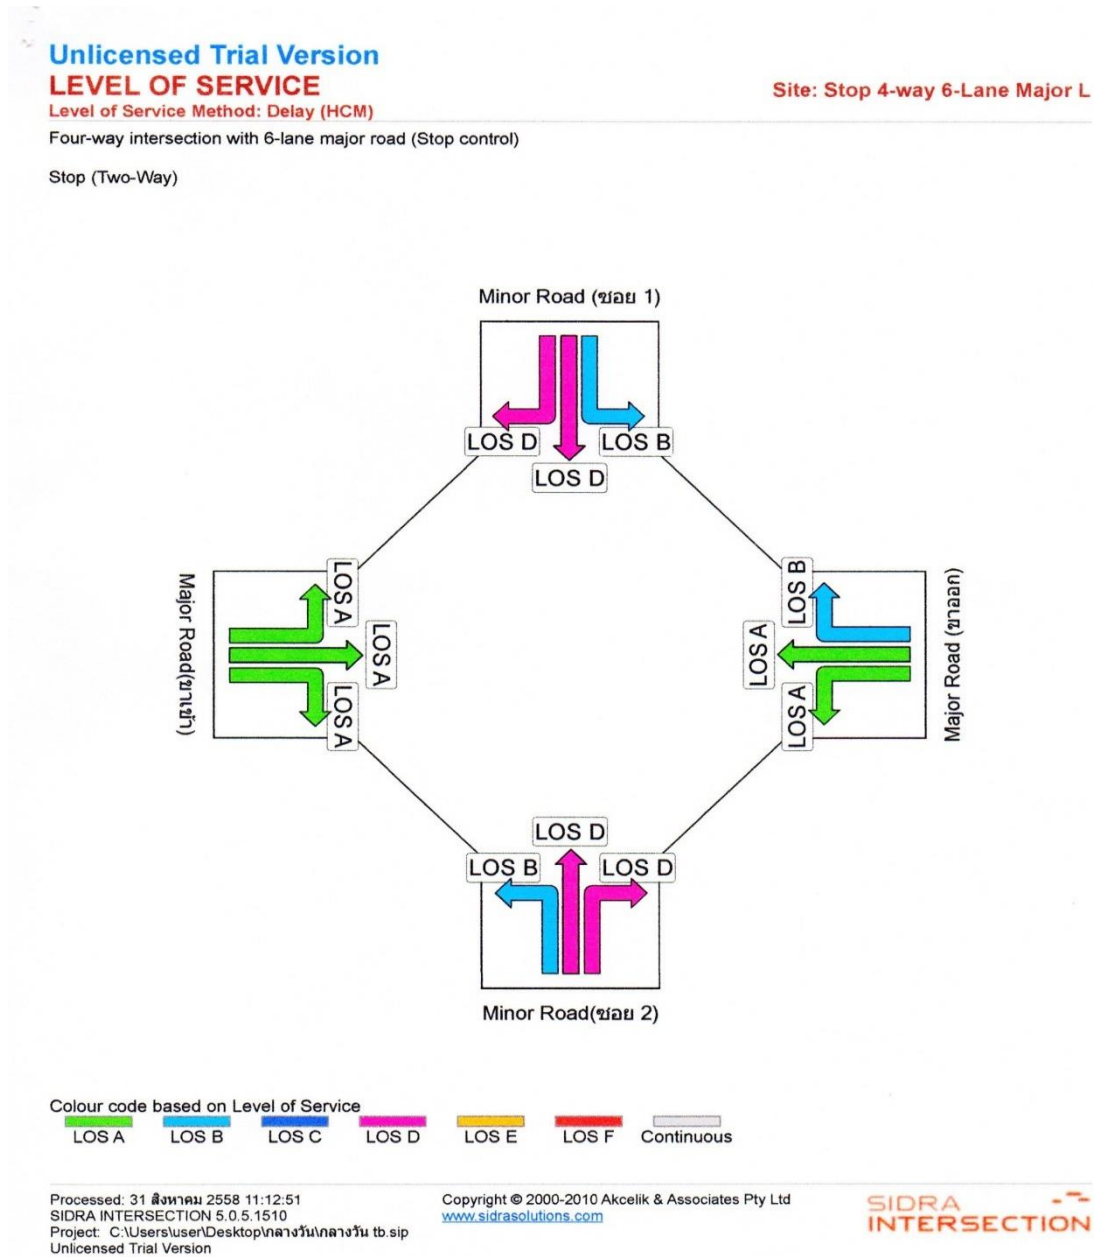 Unlicensed Trial Version
LEVEL OF SERVICE
Site: Stop 4-way 6-Lane Major L
Level of Service Method: Delay (HCM)
Four-way intersection with 6-lane major road (Stop control)
Stop (Two-Way)
Minor Road (ซอย 1)
LOS D
LOS B
LOS D
Major Road(ขาเข้า)
LOS A
LOS A
LOS A
LOS B
LOS A
LOS A
Major Road (ขาออก)
LOS D
LOS B
LOS D
Minor Road(ซอย 2)
Colour code based on Level of Service
LOS A LOS B LOS C LOS D LOS E LOS F Continuous
Processed: 31 สิงหาคม 2558 11:12:51
SIDRA INTERSECTION 5.0.5.1510
Project: C:\Users\user\Desktop\กลางวัน\กลางวัน tb.sip
Unlicensed Trial Version
Copyright © 2000-2010 Akcelik & Associates Pty Ltd
www.sidrasolutions.com
SIDRA
INTERSECTION